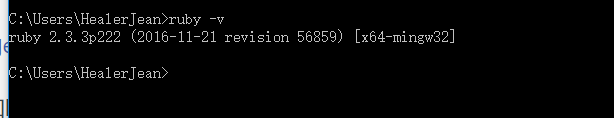 C:\Users\HealerJean>ruby -v
ruby 2.3.3p222 (2016-11-21 revision 56859) [x64-mingw32]
C:\Users\HealerJean>